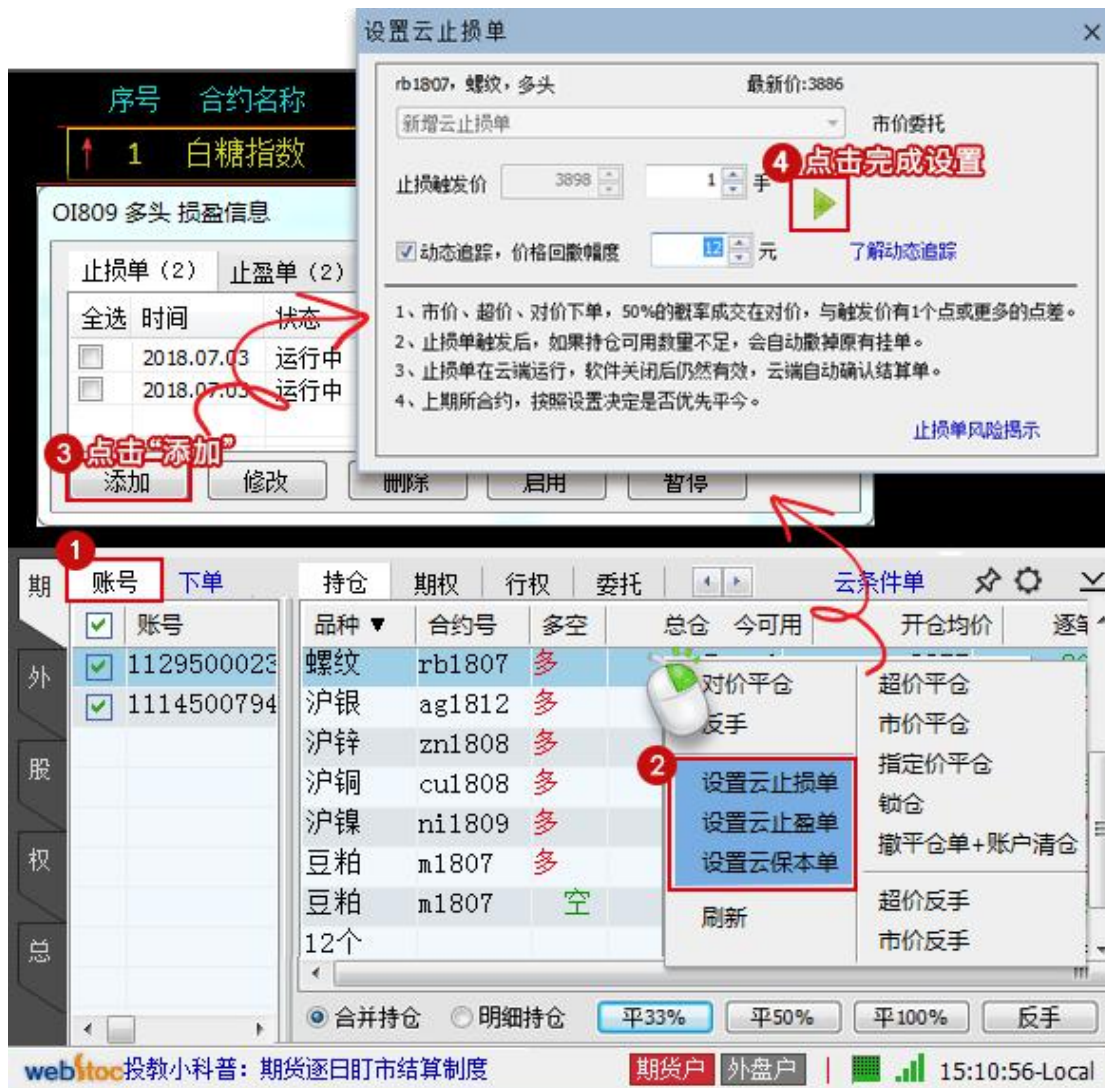 设置云止损单
rb1807，螺纹，多头 最新价:3886
新增云止损单 市价委托
4 点击完成设置
止损触发价 3898 1 手
动态追踪，价格回撤幅度 12 元 了解动态追踪
1、市价、超价、对价下单，50%的概率成交在对价，与触发价有1个点或更多的点差。
2、止损单触发后，如果持仓可用数量不足，会自动撤掉原有挂单。
3、止损单在云端运行，软件关闭后仍然有效，云端自动确认结算单。
4、上期所合约，按照设置决定是否优先平今。
止损单风险揭示
序号 合约名称
1 白糖指数
OI809 多头 损盈信息
止损单（2） 止盈单（2）
全选 时间 状态
2018.07.03 运行中
2018.07.03 运行中
3 点击“添加”
添加 修改 删除 启用 暂停
1
期 账号 下单 持仓 期权 行权 委托 云条件单
账号 品种 合约号 多空 总仓 今可用 开仓均价
外 1129500023 螺纹 rb1807 多
1114500794 沪银 ag1812 多
沪锌 zn1808 多
股 沪铜 cu1808 多
沪镍 ni1809 多
权 豆粕 m1807 多
豆粕 m1807 空
总 12个
对价平仓
反手
2
设置云止损单
设置云止盈单
设置云保本单
刷新
超价平仓
市价平仓
指定价平仓
锁仓
撤平仓单+账户清仓
超价反手
市价反手
合并持仓 明细持仓 平33% 平50% 平100% 反手
webstoc 投教小科普：期货逐日盯市结算制度 期货户 外盘户 15:10:56-Local